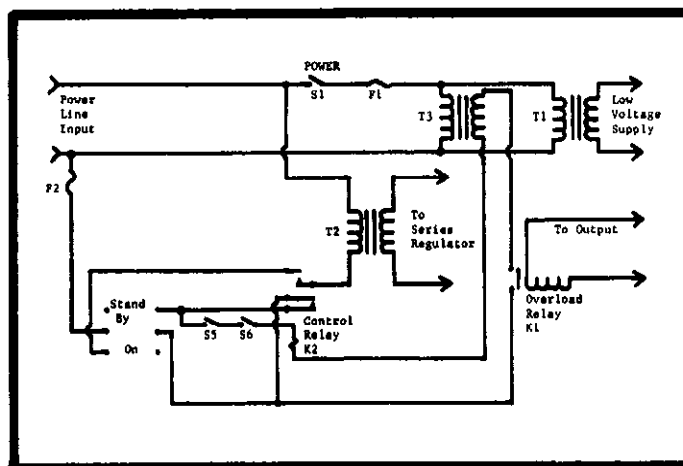 POWER
S1
F1
Power
Line
Input
T3
T1
Low
Voltage
Supply
F2
T2
To
Series
Regulator
To Output
Stand
By
On
S5
S6
Control
Relay
K2
Overload
Relay
K1